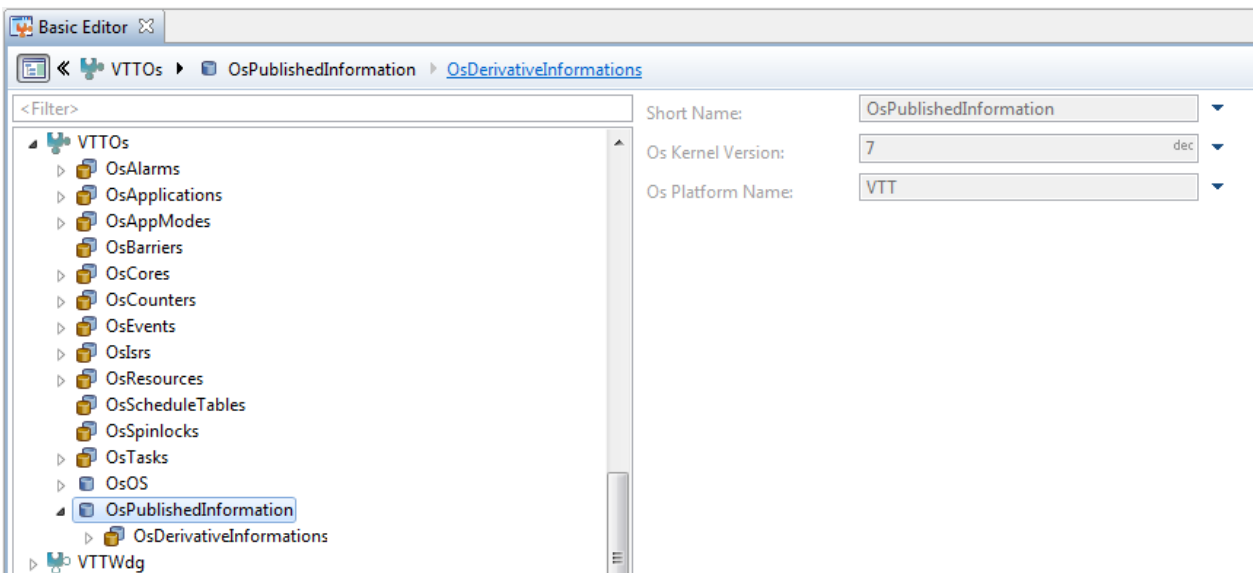 Basic Editor
VTTOs OsPublishedInformation OsDerivativeInformations
<Filter>
VTTOs
OsAlarms
OsApplications
OsAppModes
OsBarriers
OsCores
OsCounters
OsEvents
OsIsrs
OsResources
OsScheduleTables
OsSpinlocks
OsTasks
OsOS
OsPublishedInformation
OsDerivativeInformations
VTTWdg
Short Name: OsPublishedInformation
Os Kernel Version: 7 dec
Os Platform Name: VTT